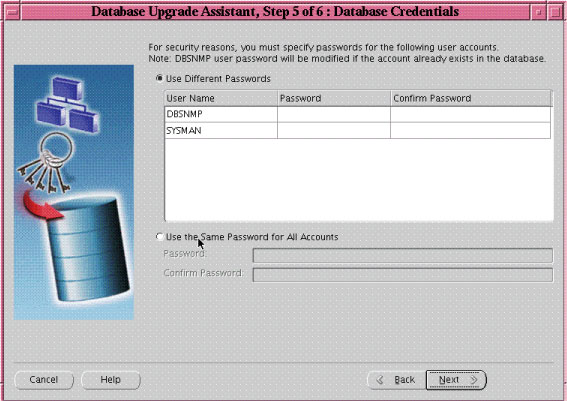 Database Upgrade Assistant, Step 5 of 6 : Database Credentials
For security reasons, you must specify passwords for the following user accounts.
Note: DBSNMP user password will be modified if the account already exists in the database.
Use Different Passwords
User Name Password Confirm Password
DBSNMP
SYSMAN
Use the Same Password for All Accounts
Password:
Confirm Password:
Cancel Help Back Next